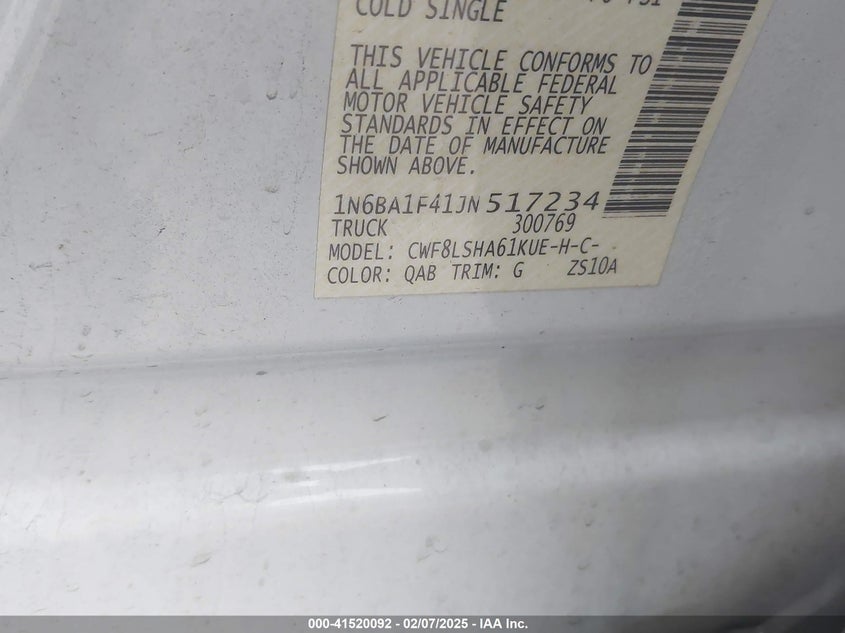 COLD SINGLE
THIS VEHICLE CONFORMS TO
ALL APPLICABLE FEDERAL
MOTOR VEHICLE SAFETY
STANDARDS IN EFFECT ON
THE DATE OF MANUFACTURE
SHOWN ABOVE.
1N6BA1F41JN517234
TRUCK 300769
MODEL: CWF8LSHA61KUE-H-C-
COLOR: QAB TRIM: G ZS10A
000-41520092 - 02/07/2025 - IAA Inc.